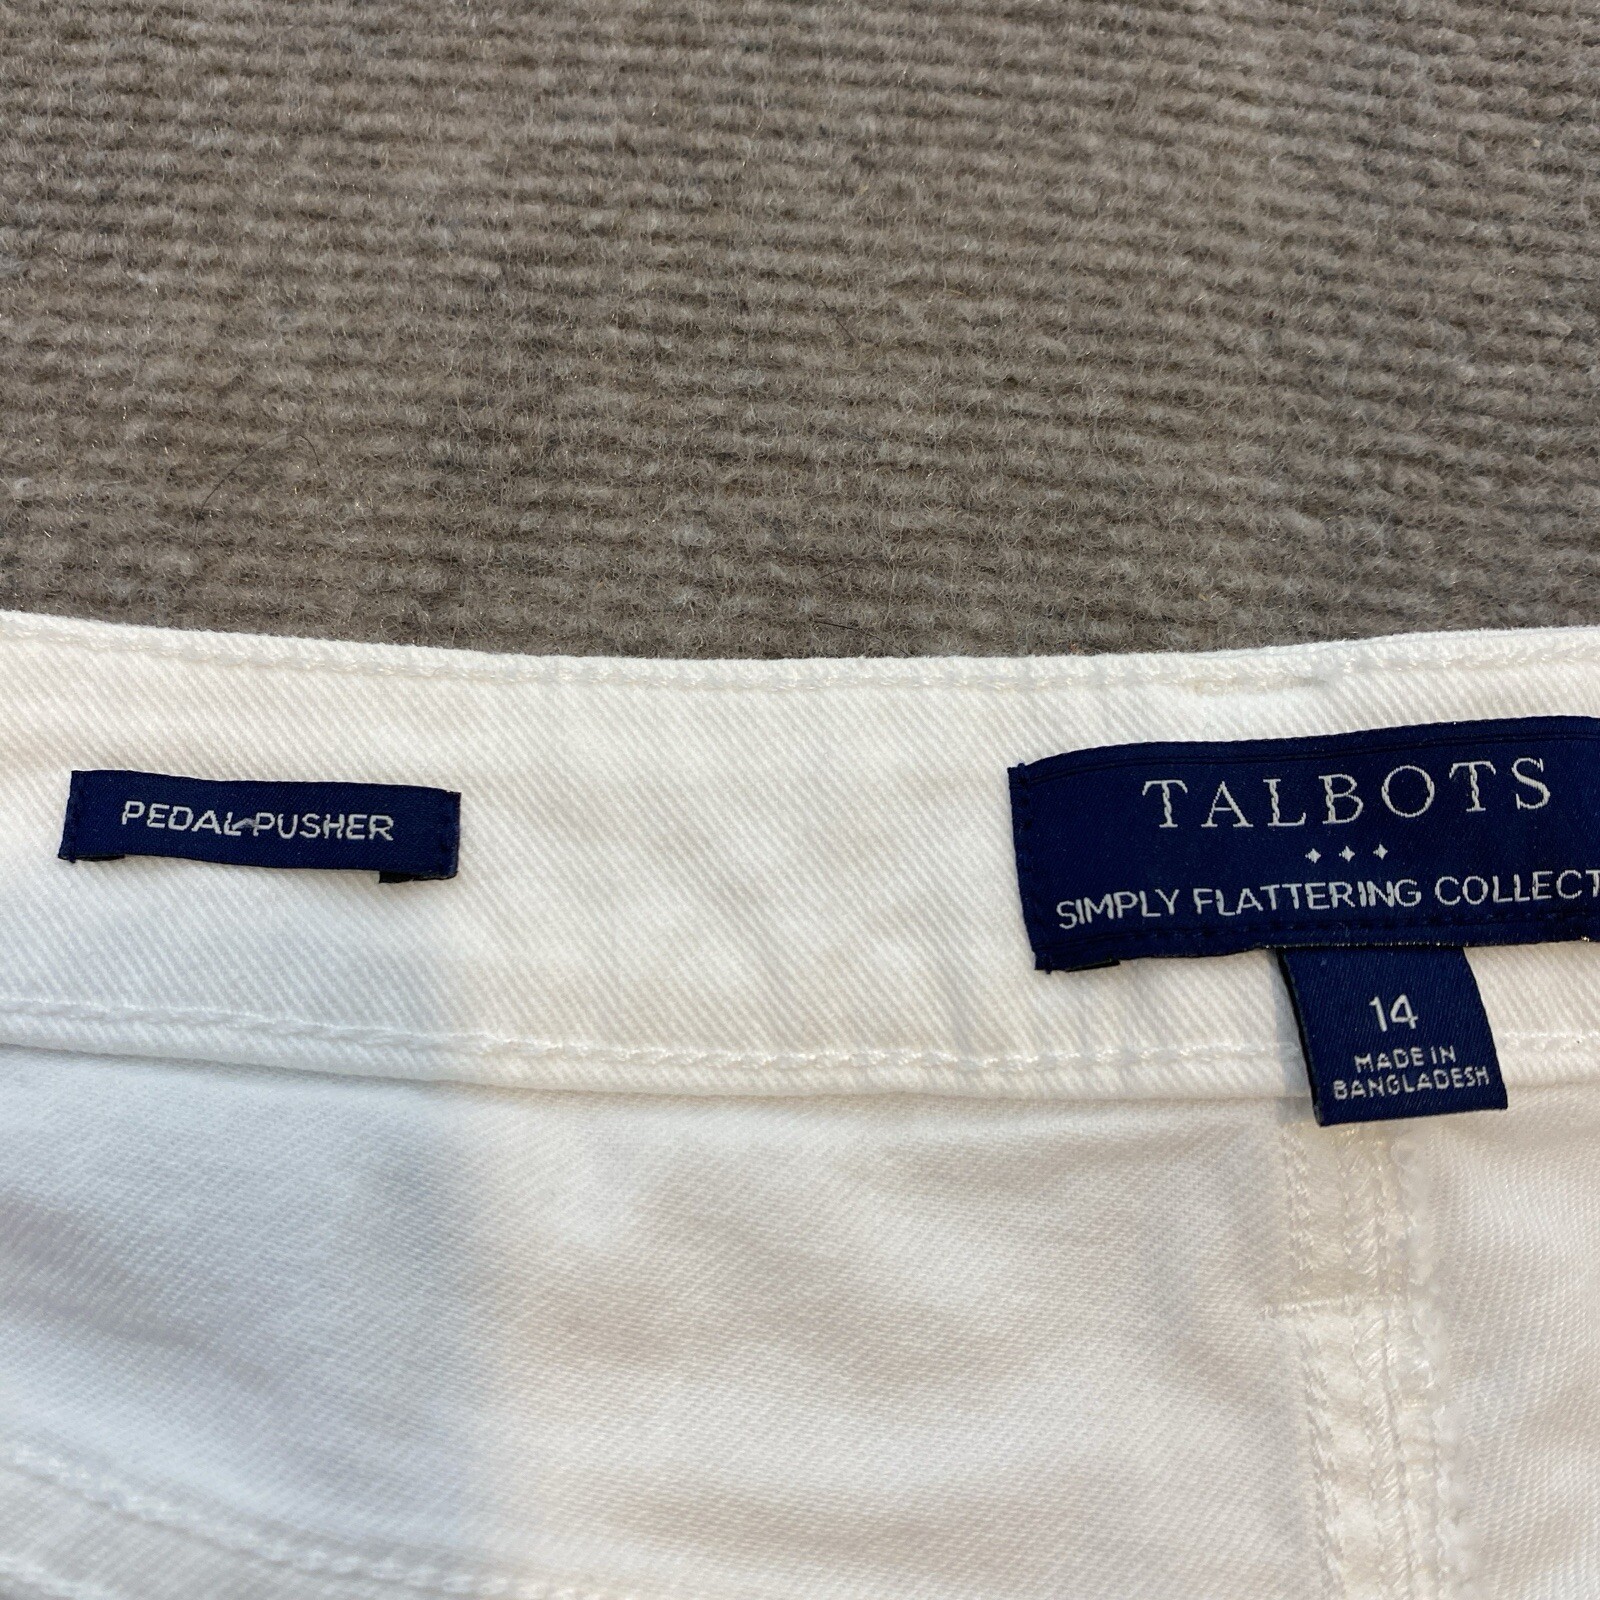 PEDAL PUSHER
TALBOTS
SIMPLY FLATTERING COLLECT
14
MADE IN
BANGLADESH